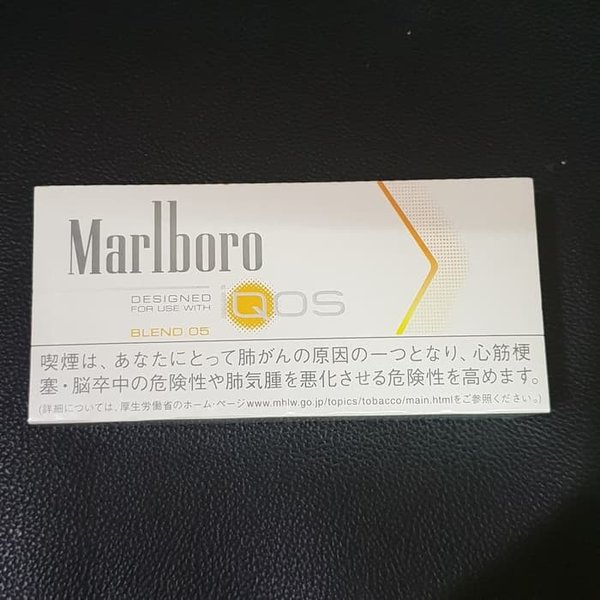 Marlboro
DESIGNED
FOR USE WITH
iQOS
BLEND 05
喫煙は、あなたにとって肺がんの原因の一つとなり、心筋梗
塞・脳卒中の危険性や肺気腫を悪化させる危険性を高めます。
(詳細については、厚生労働省のホーム・ページwww.mhlw.go.jp/topics/tobacco/main.htmlをご参照ください。)